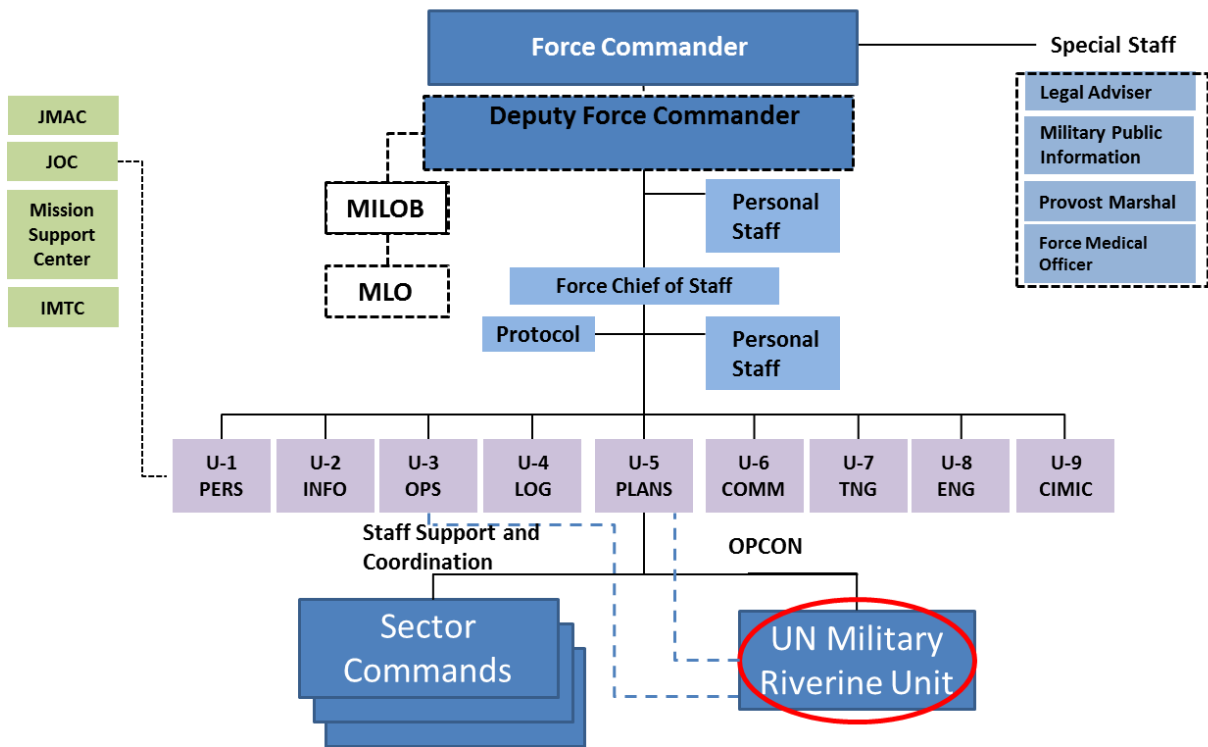 Force Commander
Special Staff
Legal Adviser
Military Public
Information
Provost Marshal
Force Medical
Officer
Deputy Force Commander
JMAC
JOC
Mission
Support
Center
IMTC
MILOB
MLO
Personal
Staff
Force Chief of Staff
Protocol
Personal
Staff
U-1
PERS
U-2
INFO
U-3
OPS
U-4
LOG
U-5
PLANS
U-6
COMM
U-7
TNG
U-8
ENG
U-9
CIMIC
Staff Support and
Coordination
OPCON
Sector
Commands
UN Military
Riverine Unit